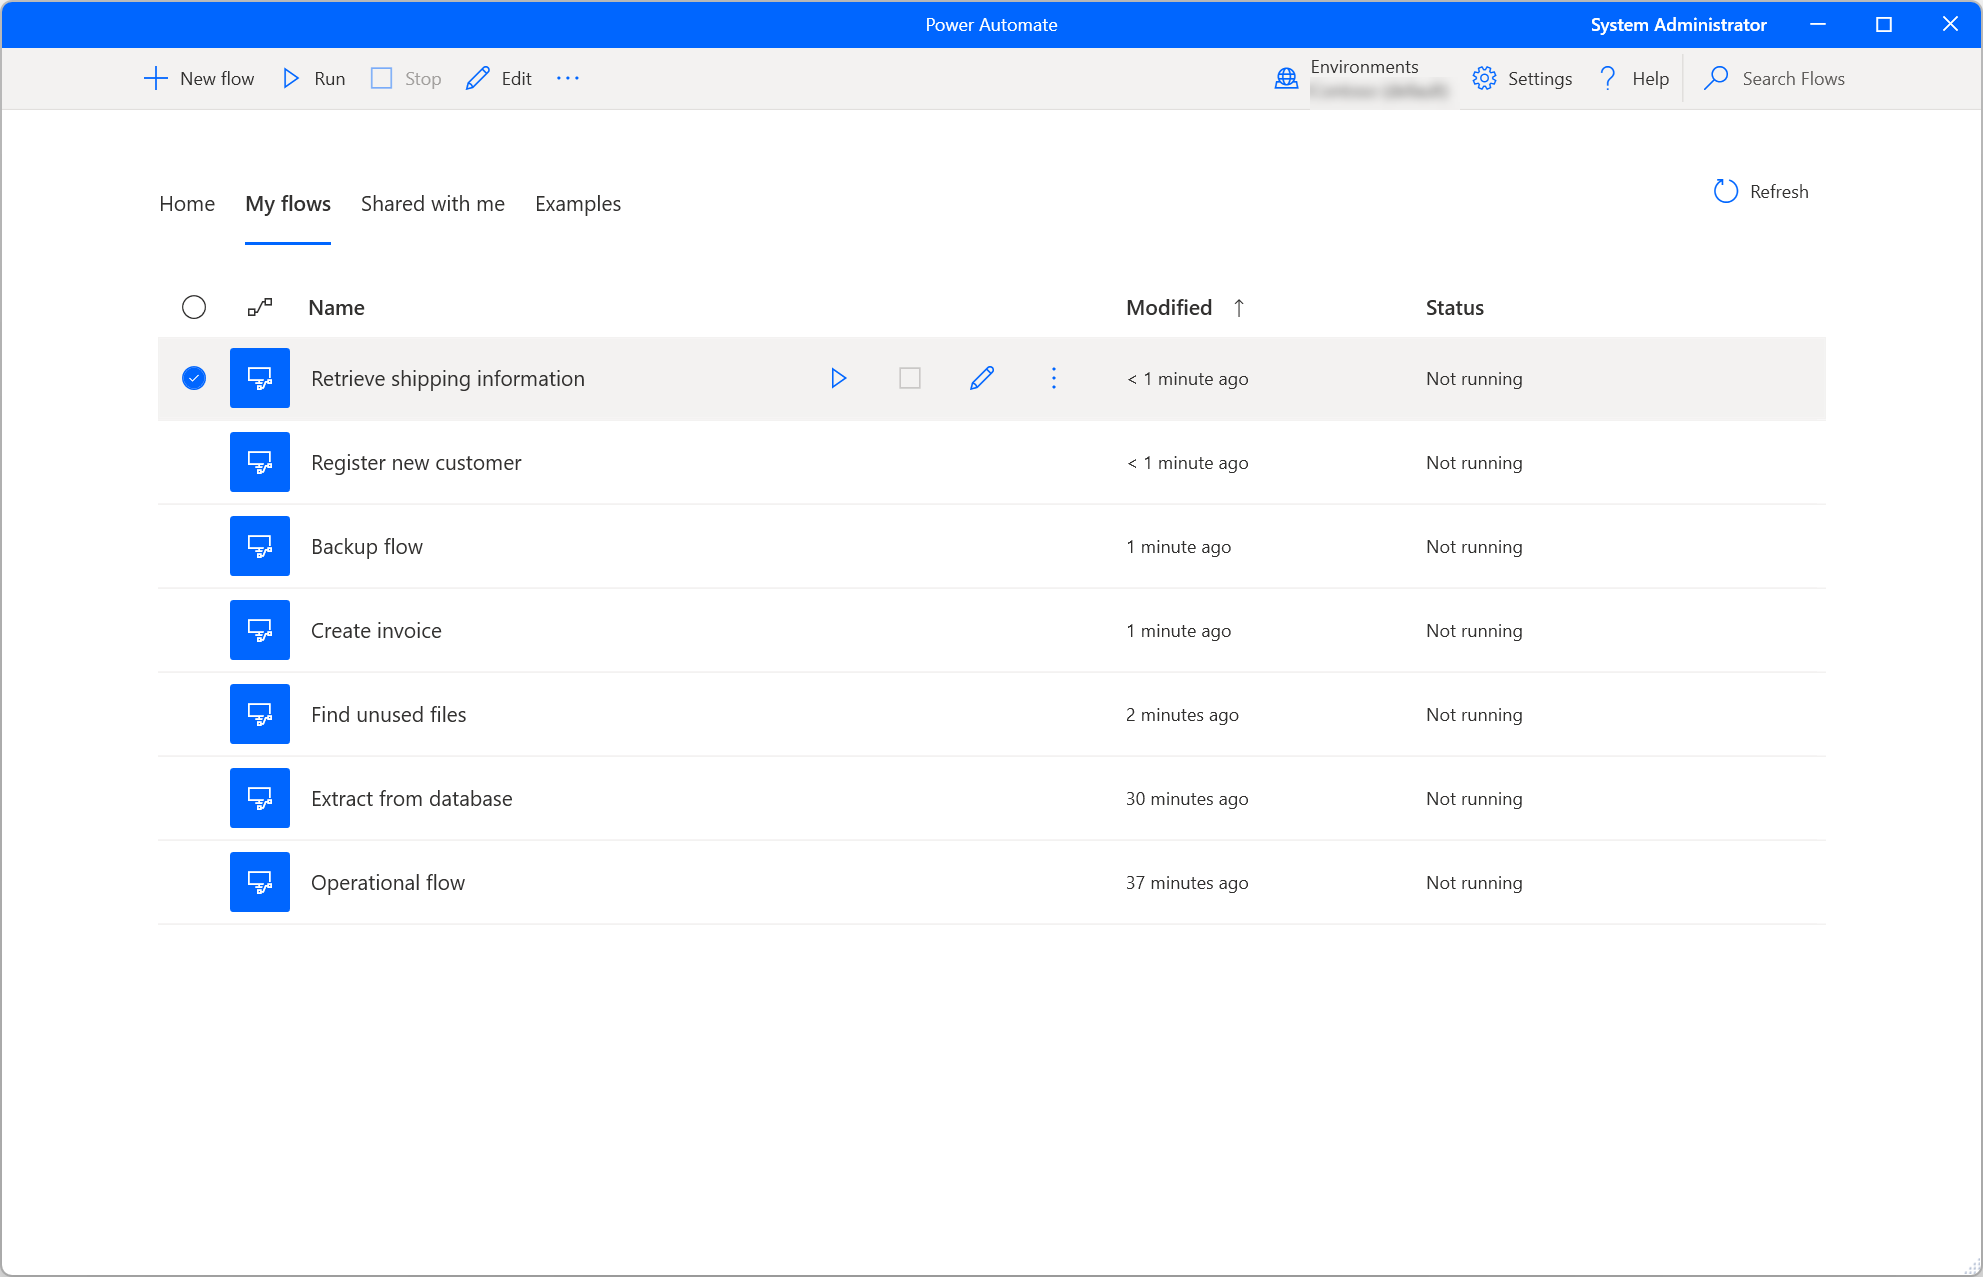 Power Automate
System Administrator
New flow Run Stop Edit
Environments
Settings Help Search Flows
Home My flows Shared with me Examples
Refresh
Name Modified ↑ Status
Retrieve shipping information < 1 minute ago Not running
Register new customer < 1 minute ago Not running
Backup flow 1 minute ago Not running
Create invoice 1 minute ago Not running
Find unused files 2 minutes ago Not running
Extract from database 30 minutes ago Not running
Operational flow 37 minutes ago Not running